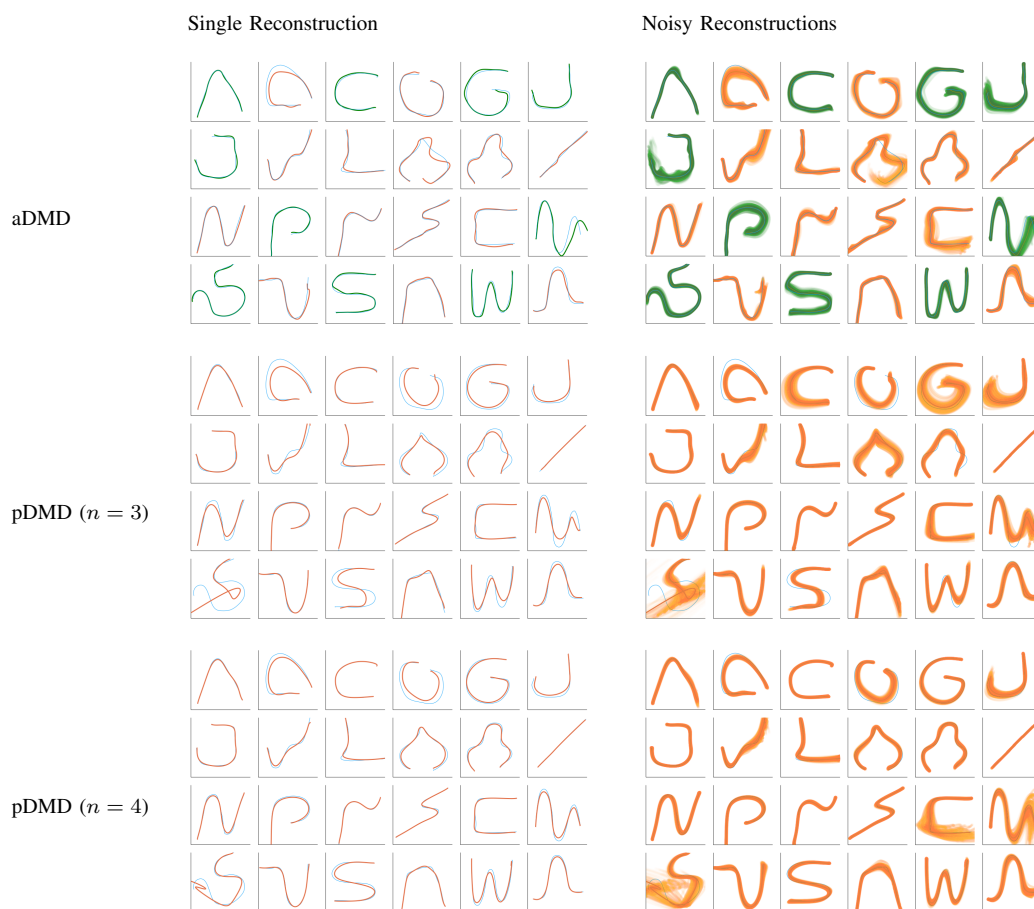 Single Reconstruction
Noisy Reconstructions
aDMD
pDMD (n = 3)
pDMD (n = 4)